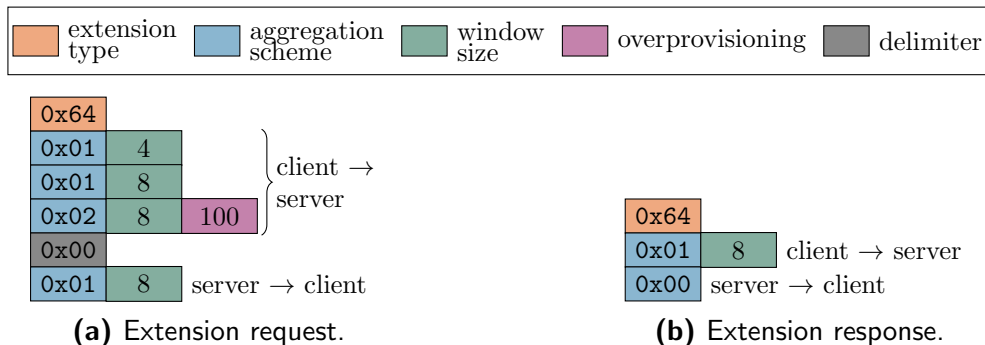 extension type
aggregation scheme
window size
overprovisioning
delimiter
0x64
0x01 4
0x01 8
0x02 8 100
client →
server
0x00
0x01 8 server → client
(a) Extension request.
0x64
0x01 8 client → server
0x00 server → client
(b) Extension response.